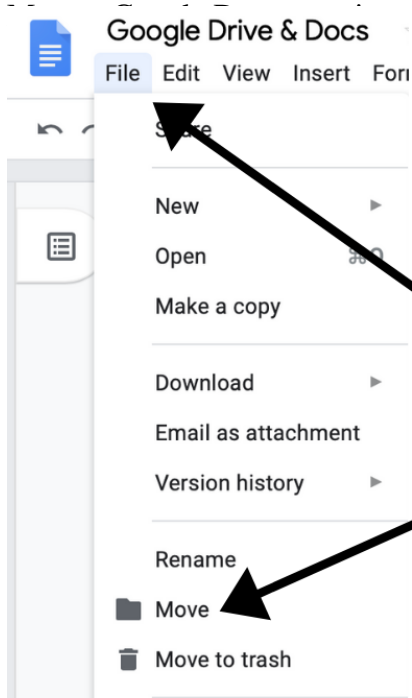 Google Drive & Docs
File Edit View Insert
Share
New
Open
Make a copy
Download
Email as attachment
Version history
Rename
Move
Move to trash